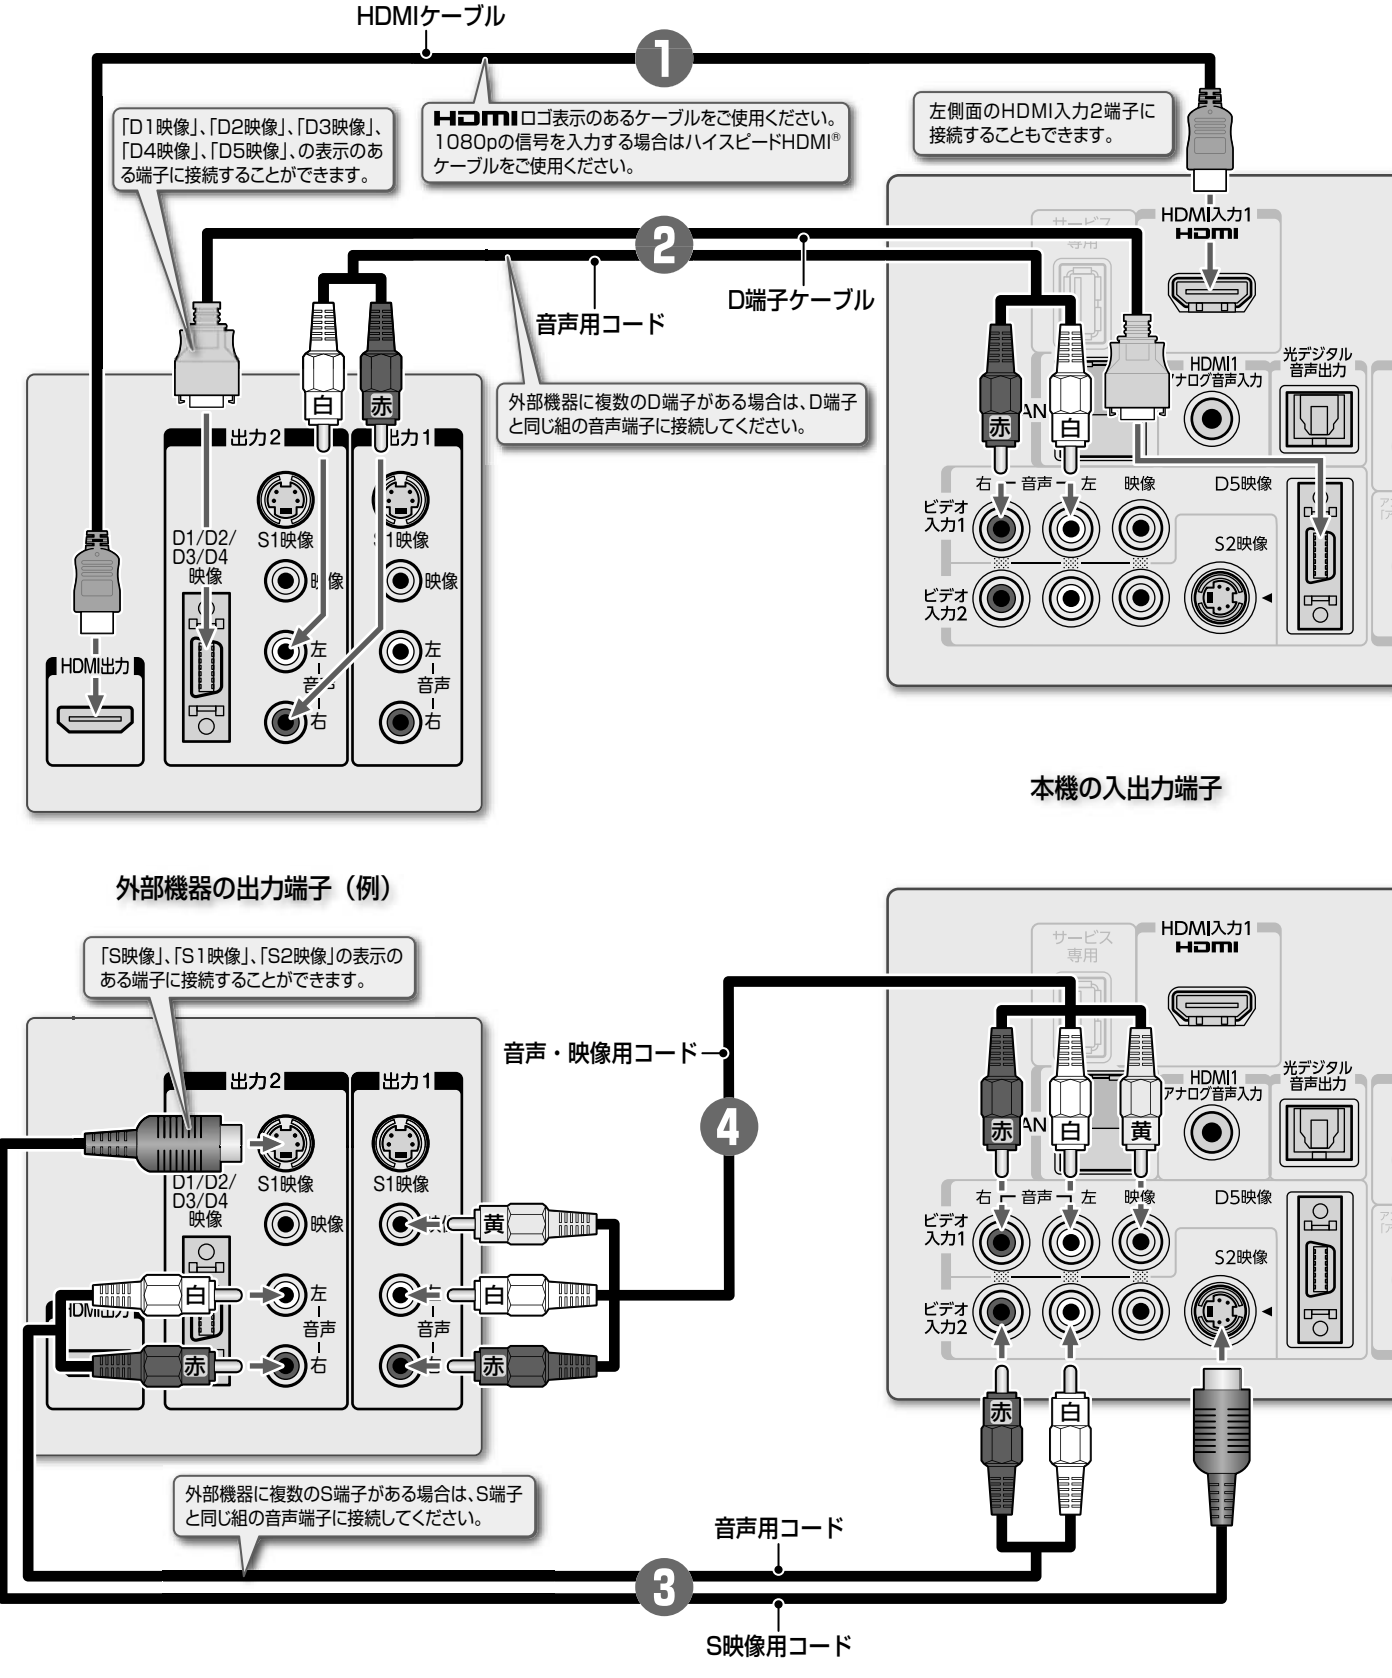 HDMIケーブル
1
「D1映像」、「D2映像」、「D3映像」、
「D4映像」、「D5映像」、の表示のあ
る端子に接続することができます。
HDMIロゴ表示のあるケーブルをご使用ください。
1080pの信号を入力する場合はハイスピードHDMI®
ケーブルをご使用ください。
左側面のHDMI入力2端子に
接続することもできます。
2
サービス
専用
HDMI入力1
HDMI
D端子ケーブル
音声用コード
外部機器に複数のD端子がある場合は、D端子
と同じ組の音声端子に接続してください。
白
赤
赤
白
AN
HDMI1
ナログ音声入力
光デジタル
音声出力
出力2
出力1
S1映像
S1映像
D1/D2/
D3/D4
映像
映像
映像
左
音声
右
左
音声
右
HDMI出力
右
音声
左
映像
D5映像
ビデオ
入力1
S2映像
ビデオ
入力2
本機の入出力端子
外部機器の出力端子（例）
「S映像」、「S1映像」、「S2映像」の表示の
ある端子に接続することができます。
音声・映像用コード
4
サービス
専用
HDMI入力1
HDMI
出力2
出力1
S1映像
S1映像
D1/D2/
D3/D4
映像
映像
黄
白
赤
白
赤
左
音声
右
左
音声
HDMI出力
赤
AN
白
黄
HDMI1
アナログ音声入力
光デジタル
音声出力
右
音声
左
映像
D5映像
ビデオ
入力1
S2映像
ビデオ
入力2
赤
白
外部機器に複数のS端子がある場合は、S端子
と同じ組の音声端子に接続してください。
音声用コード
3
S映像用コード